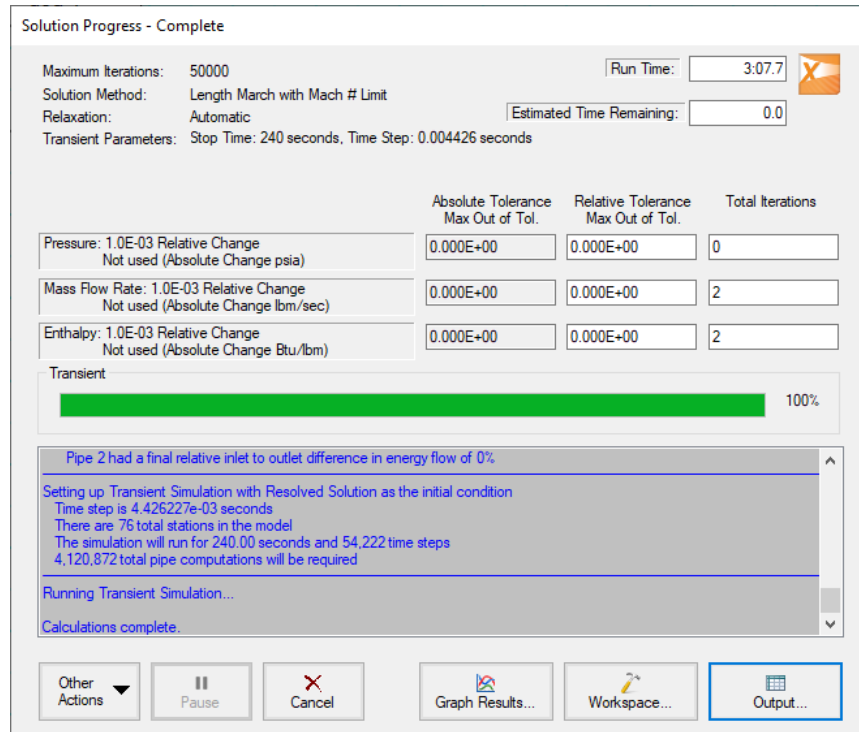 Solution Progress - Complete
Maximum Iterations: 50000
Run Time: 3:07.7
Solution Method: Length March with Mach # Limit
Relaxation: Automatic
Estimated Time Remaining: 0.0
Transient Parameters: Stop Time: 240 seconds, Time Step: 0.004426 seconds
Absolute Tolerance Relative Tolerance Total Iterations
Max Out of Tol. Max Out of Tol.
Pressure: 1.0E-03 Relative Change
Not used (Absolute Change psia)
0.000E+00 0.000E+00 0
Mass Flow Rate: 1.0E-03 Relative Change
Not used (Absolute Change lbm/sec)
0.000E+00 0.000E+00 2
Enthalpy: 1.0E-03 Relative Change
Not used (Absolute Change Btu/lbm)
0.000E+00 0.000E+00 2
Transient
100%
Pipe 2 had a final relative inlet to outlet difference in energy flow of 0%
Setting up Transient Simulation with Resolved Solution as the initial condition
Time step is 4.426227e-03 seconds
There are 76 total stations in the model
The simulation will run for 240.00 seconds and 54,222 time steps
4,120,872 total pipe computations will be required
Running Transient Simulation...
Calculations complete.
Other Actions
Pause
Cancel
Graph Results...
Workspace...
Output...